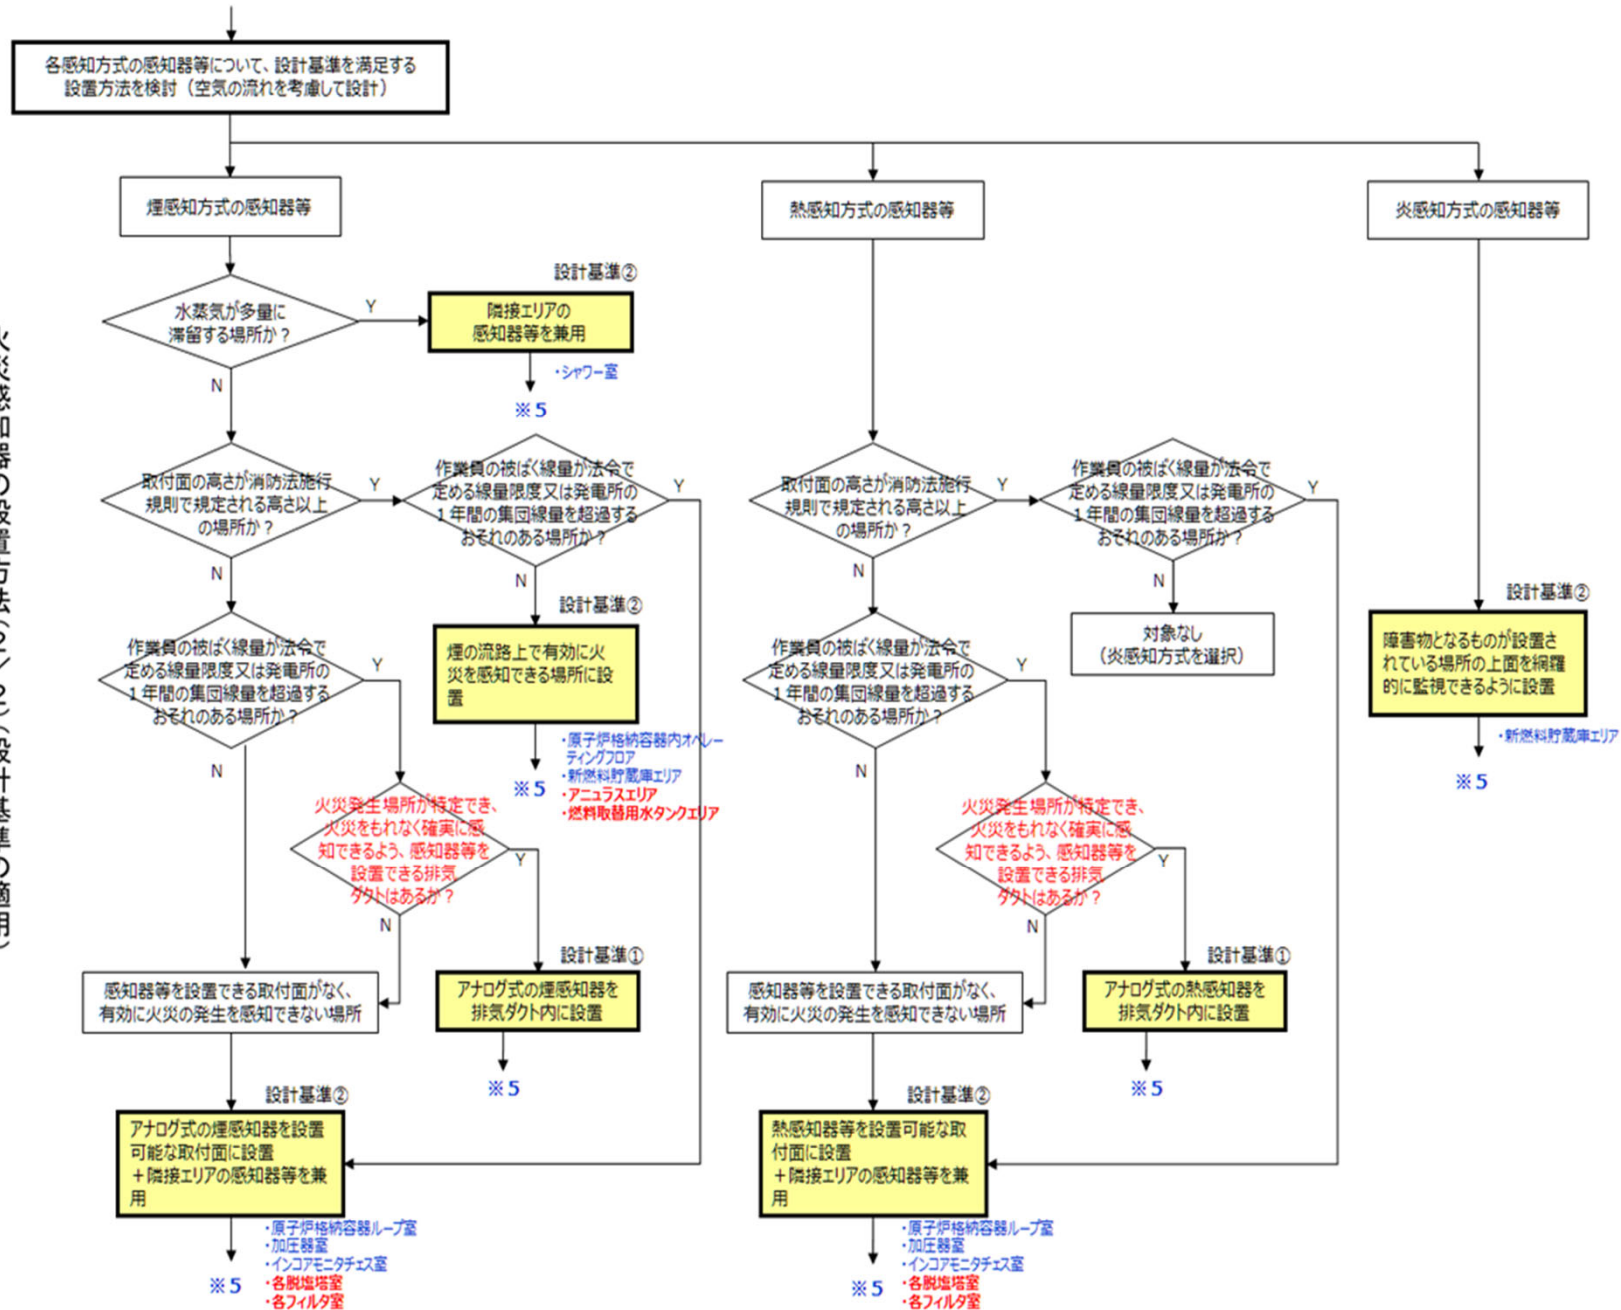 火災感知器の設置方法(2/2)(設計基準の適用)
各感知方式の感知器等について、設計基準を満足する
設置方法を検討（空気の流れを考慮して設計）
煙感知方式の感知器等
熱感知方式の感知器等
炎感知方式の感知器等
水蒸気が多量に
滞留する場所か？
Y
N
設計基準②
隣接エリアの
感知器等を兼用
・シャワー室
※5
取付面の高さが消防法施行
規則で規定される高さ以上
の場所か？
Y
N
作業員の被ばく線量が法令で
定める線量限度又は発電所の
1年間の集団線量を超過する
おそれのある場所か？
Y
N
設計基準②
煙の流路上で有効に火
災を感知できる場所に設
置
・原子炉格納容器内オペレー
ティングフロア
・新燃料貯蔵庫エリア
・アニュラスエリア
・燃料取替用水タンクエリア
※5
作業員の被ばく線量が法令で
定める線量限度又は発電所の
1年間の集団線量を超過する
おそれのある場所か？
Y
N
火災発生場所が特定でき、
火災をもれなく確実に感
知できるよう、感知器等を
設置できる排気
ダクトはあるか？
Y
N
設計基準①
アナログ式の煙感知器を
排気ダクト内に設置
※5
感知器等を設置できる取付面がなく、
有効に火災の発生を感知できない場所
設計基準②
アナログ式の煙感知器を設置
可能な取付面に設置
＋隣接エリアの感知器等を兼
用
・原子炉格納容器ループ室
・加圧器室
・インコアモニタチェス室
・各脱塩塔室
・各フィルタ室
※5
取付面の高さが消防法施行
規則で規定される高さ以上
の場所か？
Y
N
作業員の被ばく線量が法令で
定める線量限度又は発電所の
1年間の集団線量を超過する
おそれのある場所か？
Y
N
対象なし
（炎感知方式を選択）
作業員の被ばく線量が法令で
定める線量限度又は発電所の
1年間の集団線量を超過する
おそれのある場所か？
Y
N
火災発生場所が特定でき、
火災をもれなく確実に感
知できるよう、感知器等を
設置できる排気
ダクトはあるか？
Y
N
設計基準①
アナログ式の熱感知器を
排気ダクト内に設置
※5
感知器等を設置できる取付面がなく、
有効に火災の発生を感知できない場所
設計基準②
熱感知器等を設置可能な取
付面に設置
＋隣接エリアの感知器等を兼
用
・原子炉格納容器ループ室
・加圧器室
・インコアモニタチェス室
・各脱塩塔室
・各フィルタ室
※5
設計基準②
障害物となるものが設置さ
れている場所の上面を網羅
的に監視できるように設置
・新燃料貯蔵庫エリア
※5